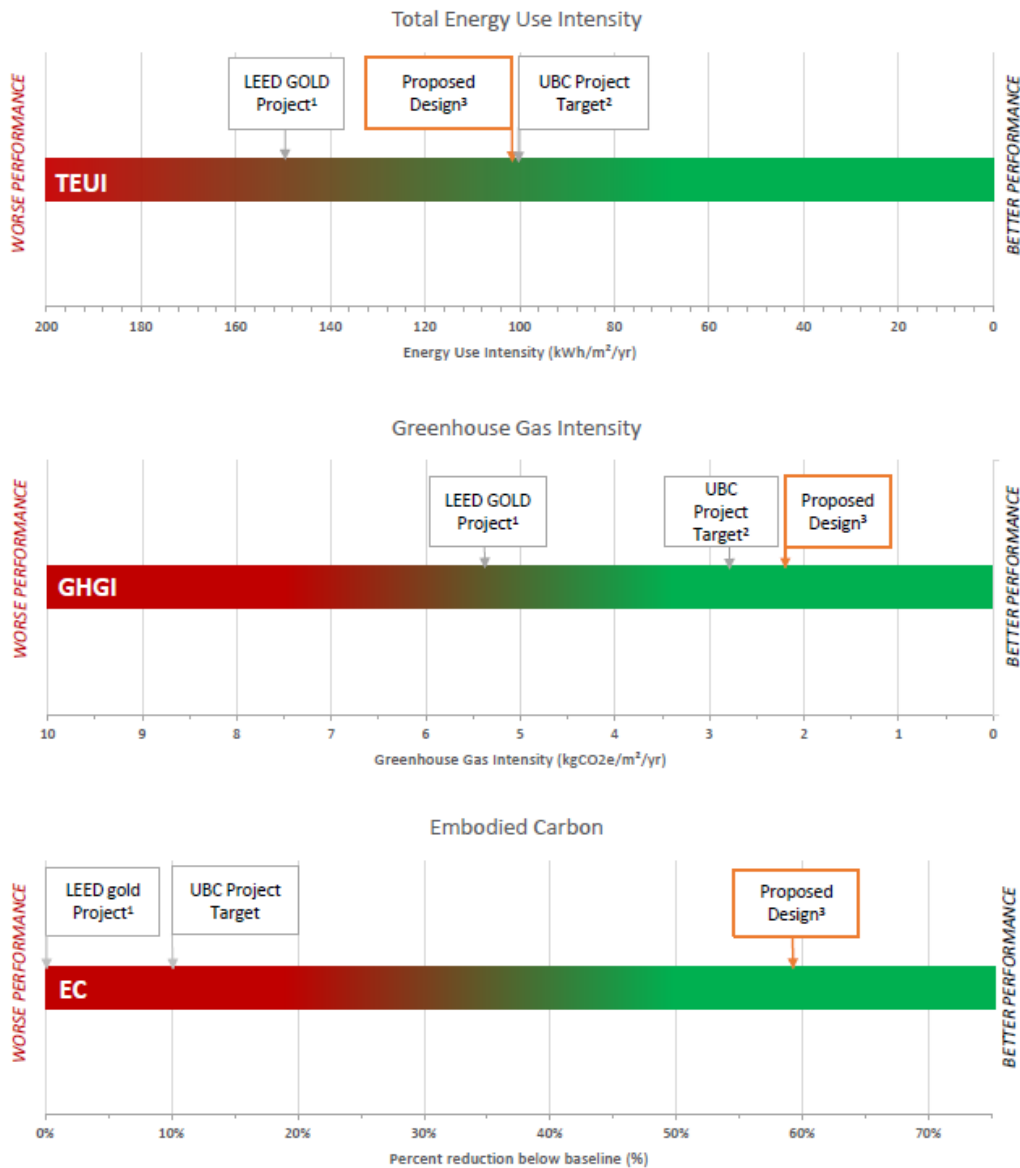 Total Energy Use Intensity
WORSE PERFORMANCE
LEED GOLD
Project¹
Proposed
Design³
UBC Project
Target²
BETTER PERFORMANCE
TEUI
200 180 160 140 120 100 80 60 40 20 0
Energy Use Intensity (kWh/m²/yr)
Greenhouse Gas Intensity
WORSE PERFORMANCE
LEED GOLD
Project¹
UBC
Project
Target²
Proposed
Design³
BETTER PERFORMANCE
GHGI
10 9 8 7 6 5 4 3 2 1 0
Greenhouse Gas Intensity (kgCO2e/m²/yr)
Embodied Carbon
WORSE PERFORMANCE
LEED gold
Project¹
UBC Project
Target
Proposed
Design³
BETTER PERFORMANCE
EC
0% 10% 20% 30% 40% 50% 60% 70%
Percent reduction below baseline (%)